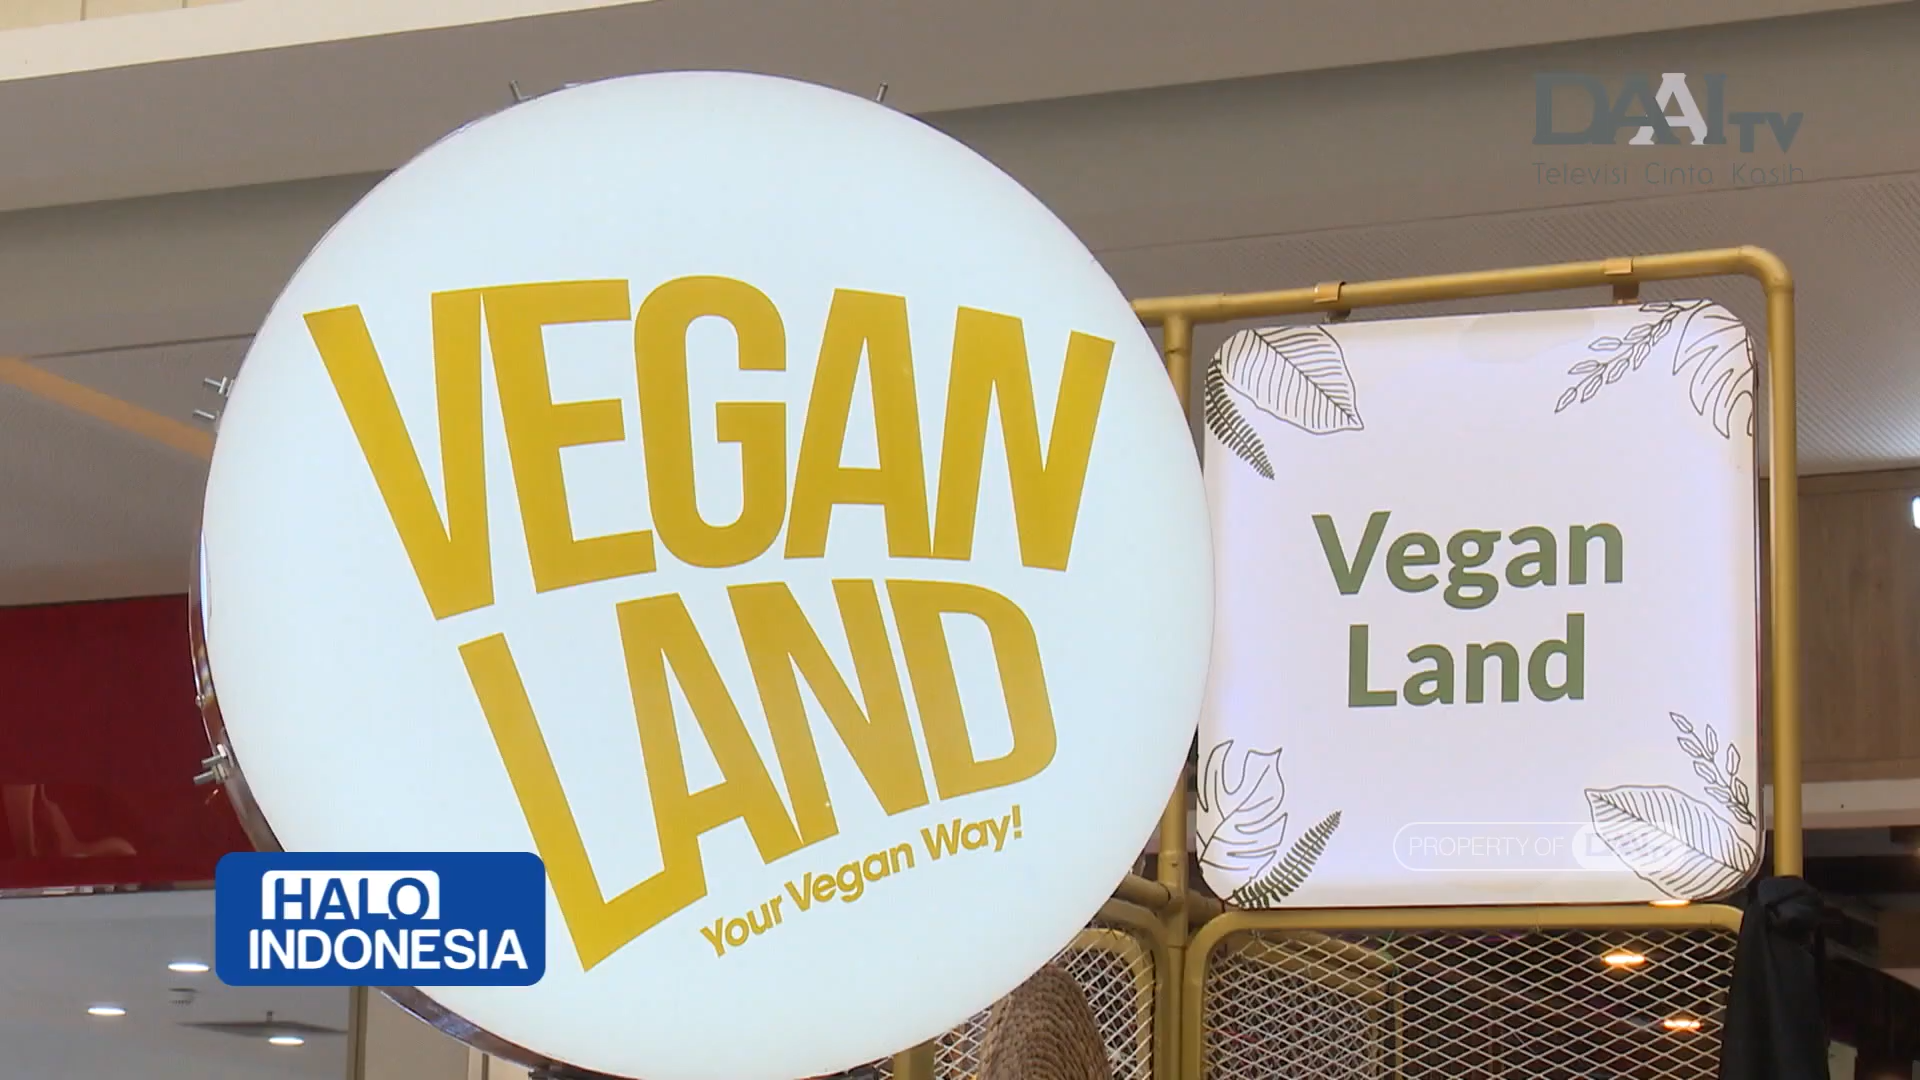 DAAI TV
Televisi Cinta Kasih
VEGAN
LAND
Your Vegan Way!
Vegan
Land
PROPERTY OF
HALO
INDONESIA